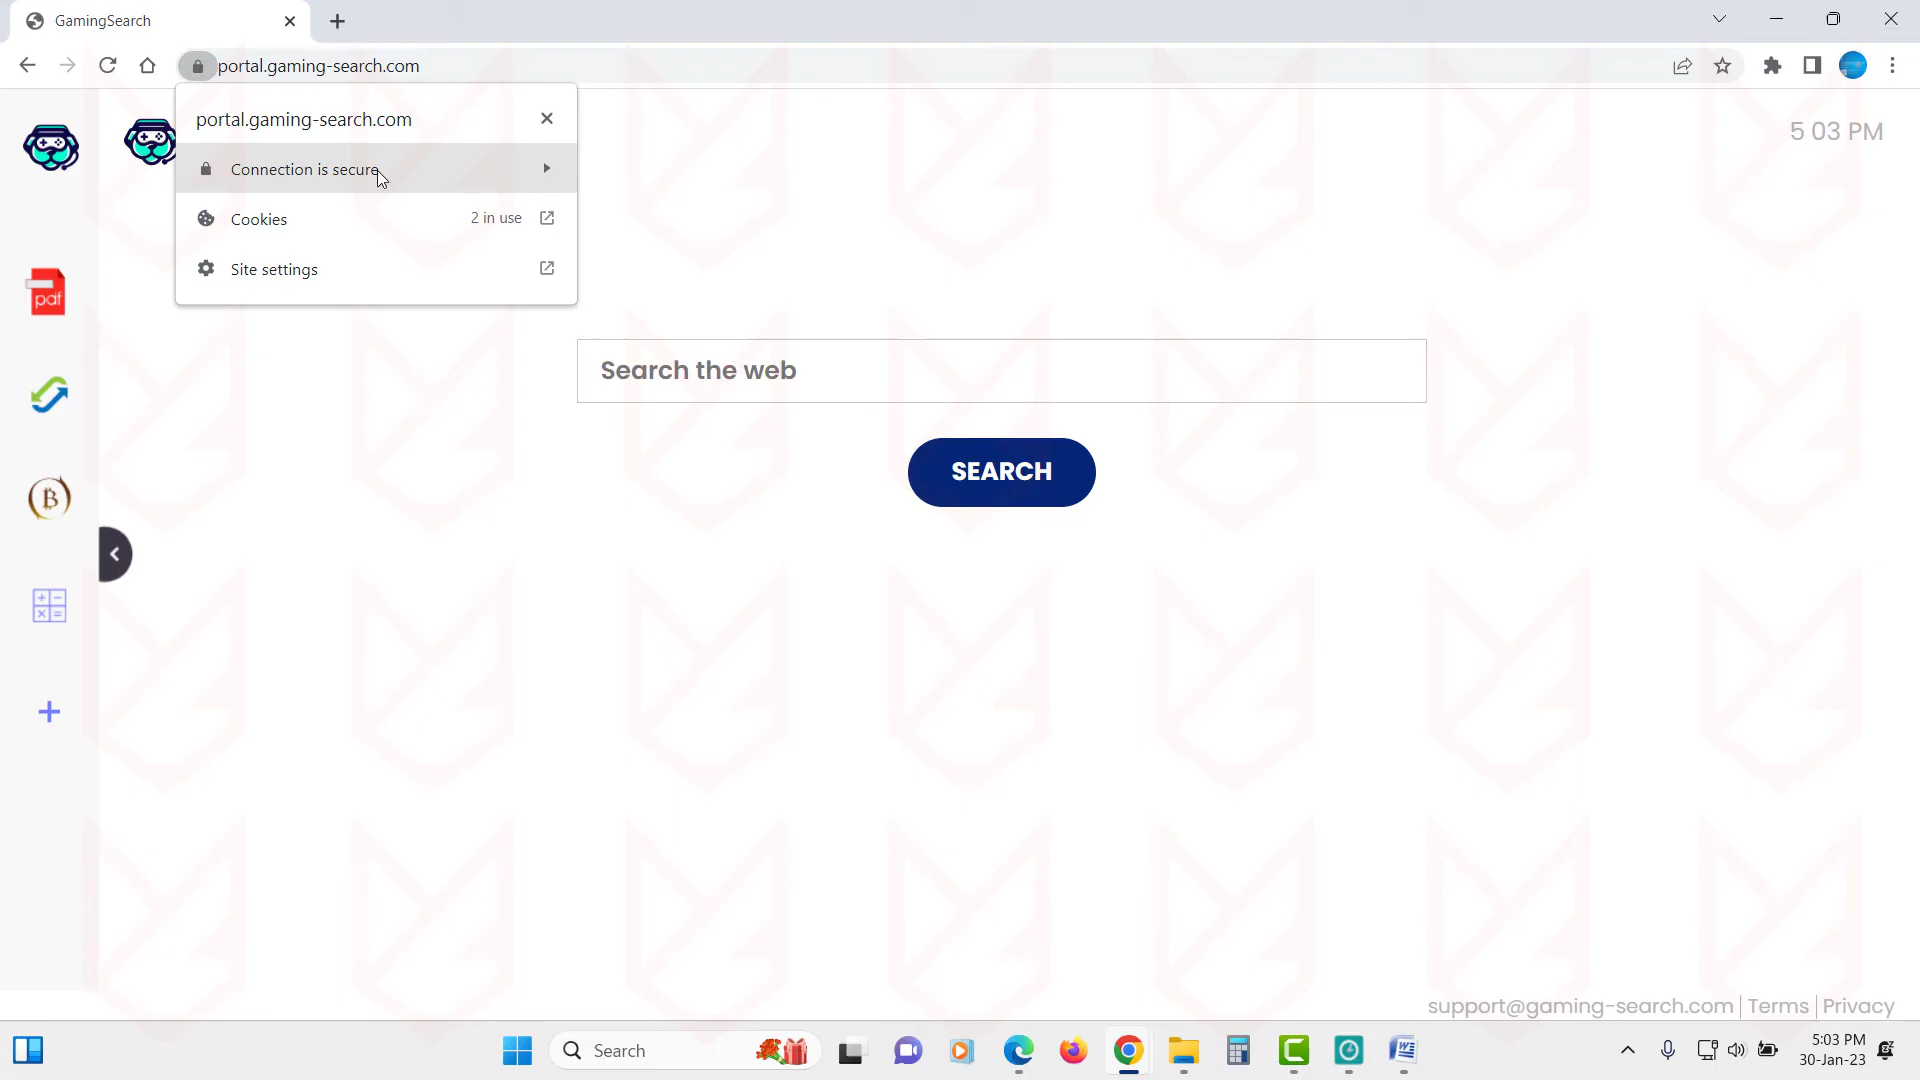 GamingSearch
portal.gaming-search.com
portal.gaming-search.com
5 03 PM
Connection is secure
Cookies 2 in use
Site settings
pdf
Search the web
SEARCH
support@gaming-search.com | Terms | Privacy
Search
5:03 PM
30-Jan-23